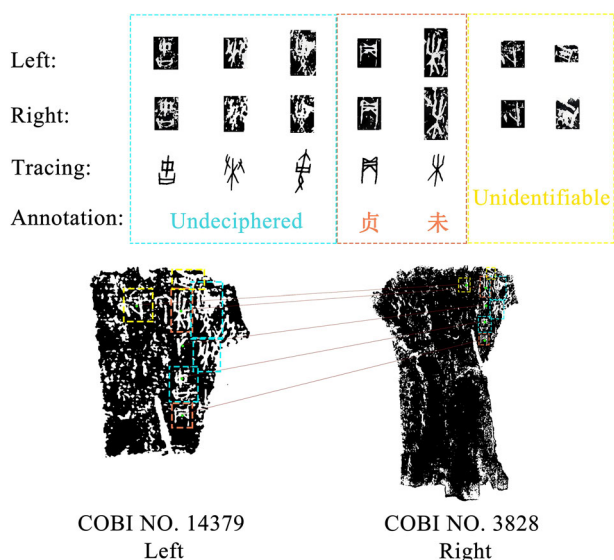 Left:
Right:
Tracing:
Annotation: Undeciphered 贞 未 Unidentifiable
COBI NO. 14379 COBI NO. 3828
Left Right